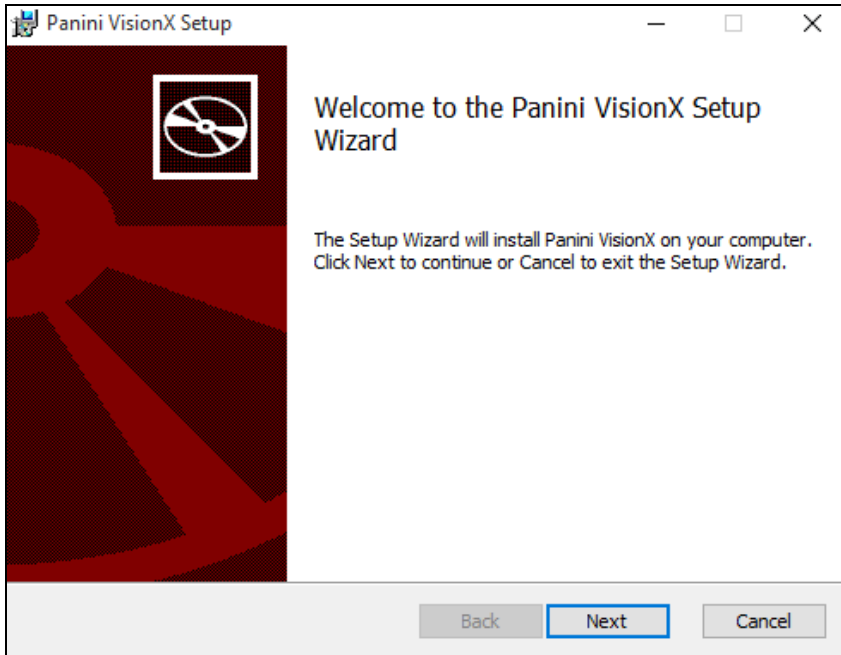 Panini VisionX Setup
Welcome to the Panini VisionX Setup
Wizard
The Setup Wizard will install Panini VisionX on your computer.
Click Next to continue or Cancel to exit the Setup Wizard.
Back Next Cancel